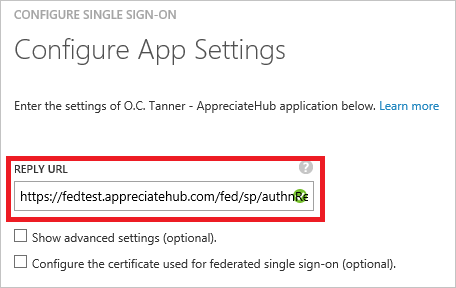 CONFIGURE SINGLE SIGN-ON
Configure App Settings
Enter the settings of O.C. Tanner - AppreciateHub application below. Learn more
REPLY URL
?
https://fedtest.appreciatehub.com/fed/sp/authnRe
Show advanced settings (optional).
Configure the certificate used for federated single sign-on (optional).